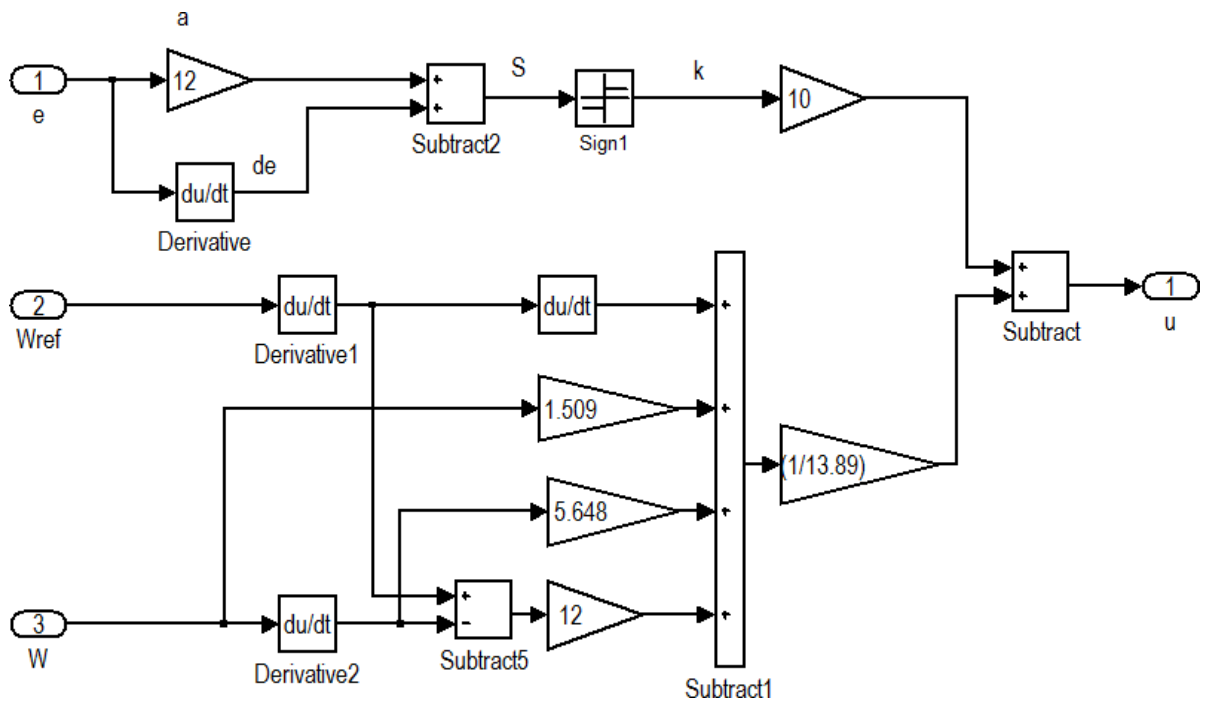 a
1
e
12
+
+
Subtract2
S
Sign1
k
10
de
du/dt
Derivative
2
Wref
du/dt
Derivative1
du/dt
+
1.509
+
5.648
+
(1/13.89)
+
+
Subtract
1
u
3
W
du/dt
Derivative2
+
−
Subtract5
12
+
Subtract1